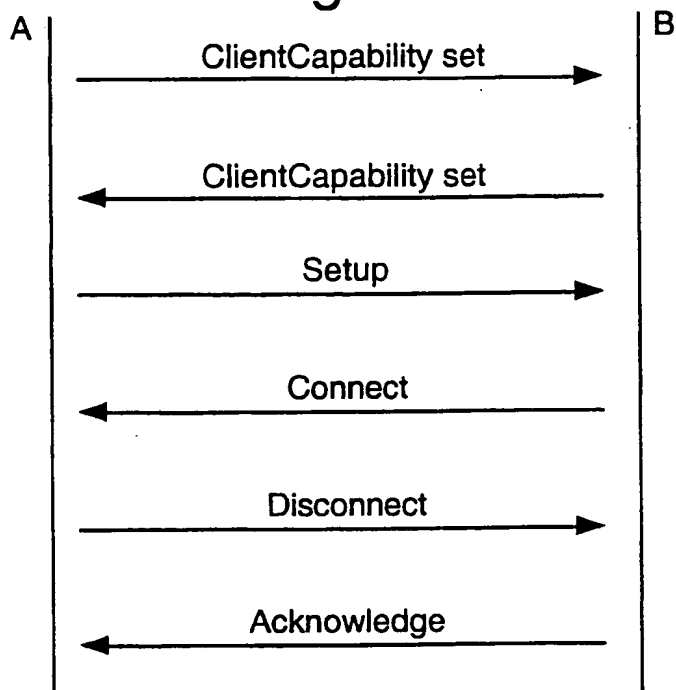 A
B
ClientCapability set
ClientCapability set
Setup
Connect
Disconnect
Acknowledge